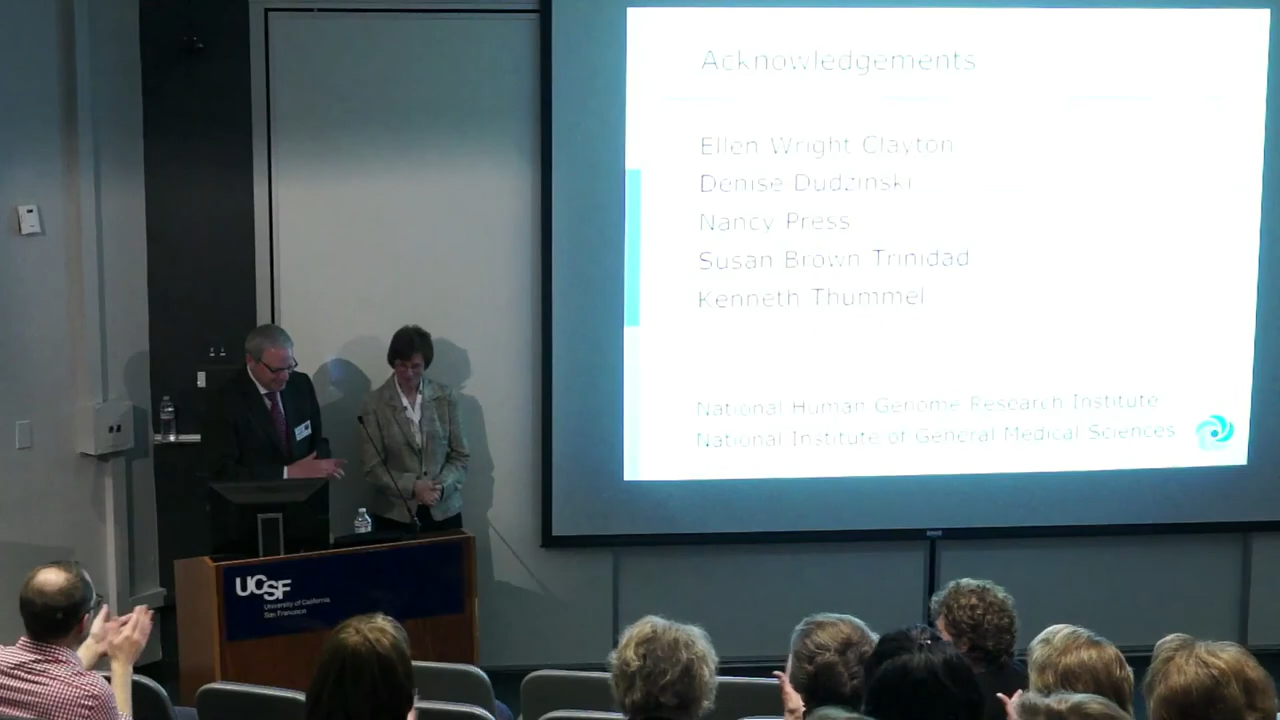 Acknowledgements
Ellen Wright Clayton
Denise Dudzinski
Nancy Press
Susan Brown Trinidad
Kenneth Thummel
National Human Genome Research Institute
National Institute of General Medical Sciences
UCSF
University of California
San Francisco